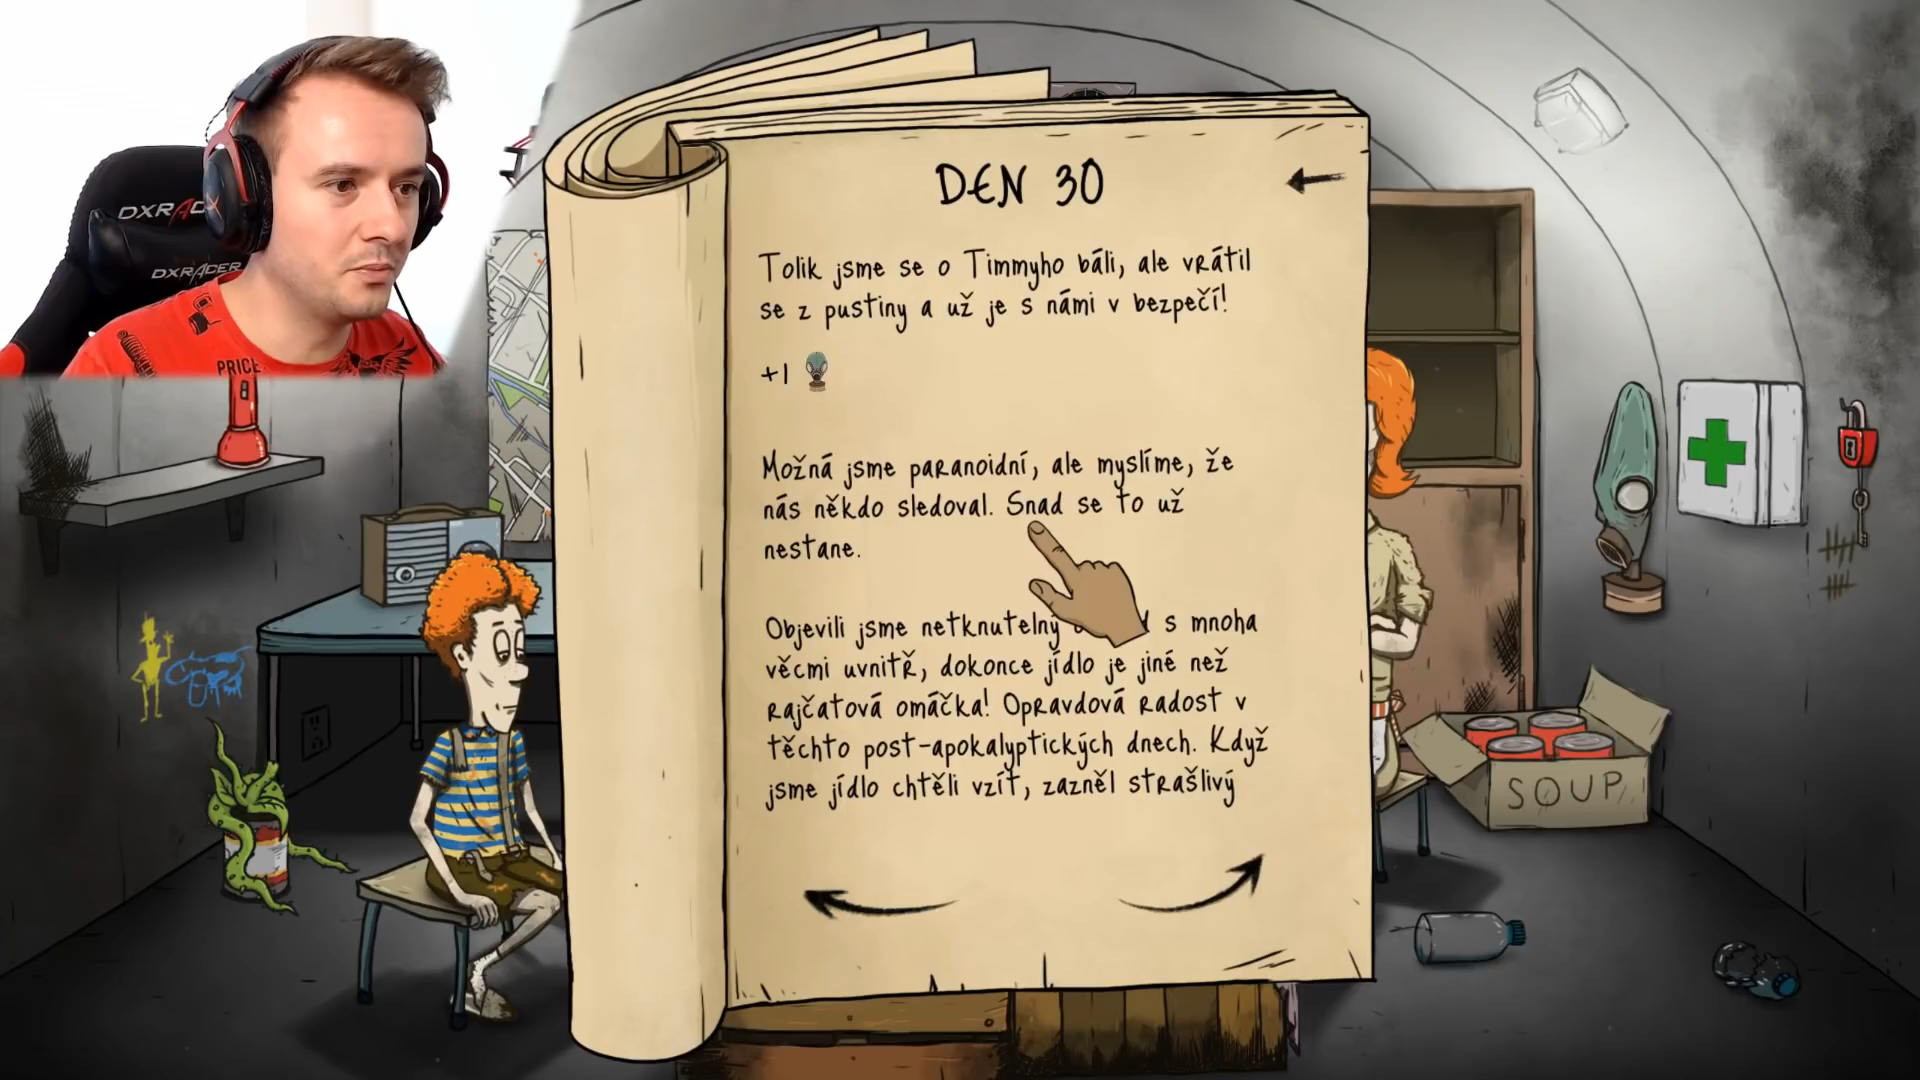 DXRAC
DXRACER
PRICE
DEN 30
Tolik jsme se o Timmyho báli, ale vrátil
se z pustiny a už je s námi v bezpečí!
+1
Možná jsme paranoidní, ale myslíme, že
nás někdo sledoval. Snad se to už
nestane.
Objevili jsme netknutelný s mnoha
věcmi uvnitř, dokonce jídlo je jiné než
rajčatová omáčka! Opravdová radost v
těchto post-apokalyptických dnech. Když
jsme jídlo chtěli vzít, zazněl strašlivý
SOUP